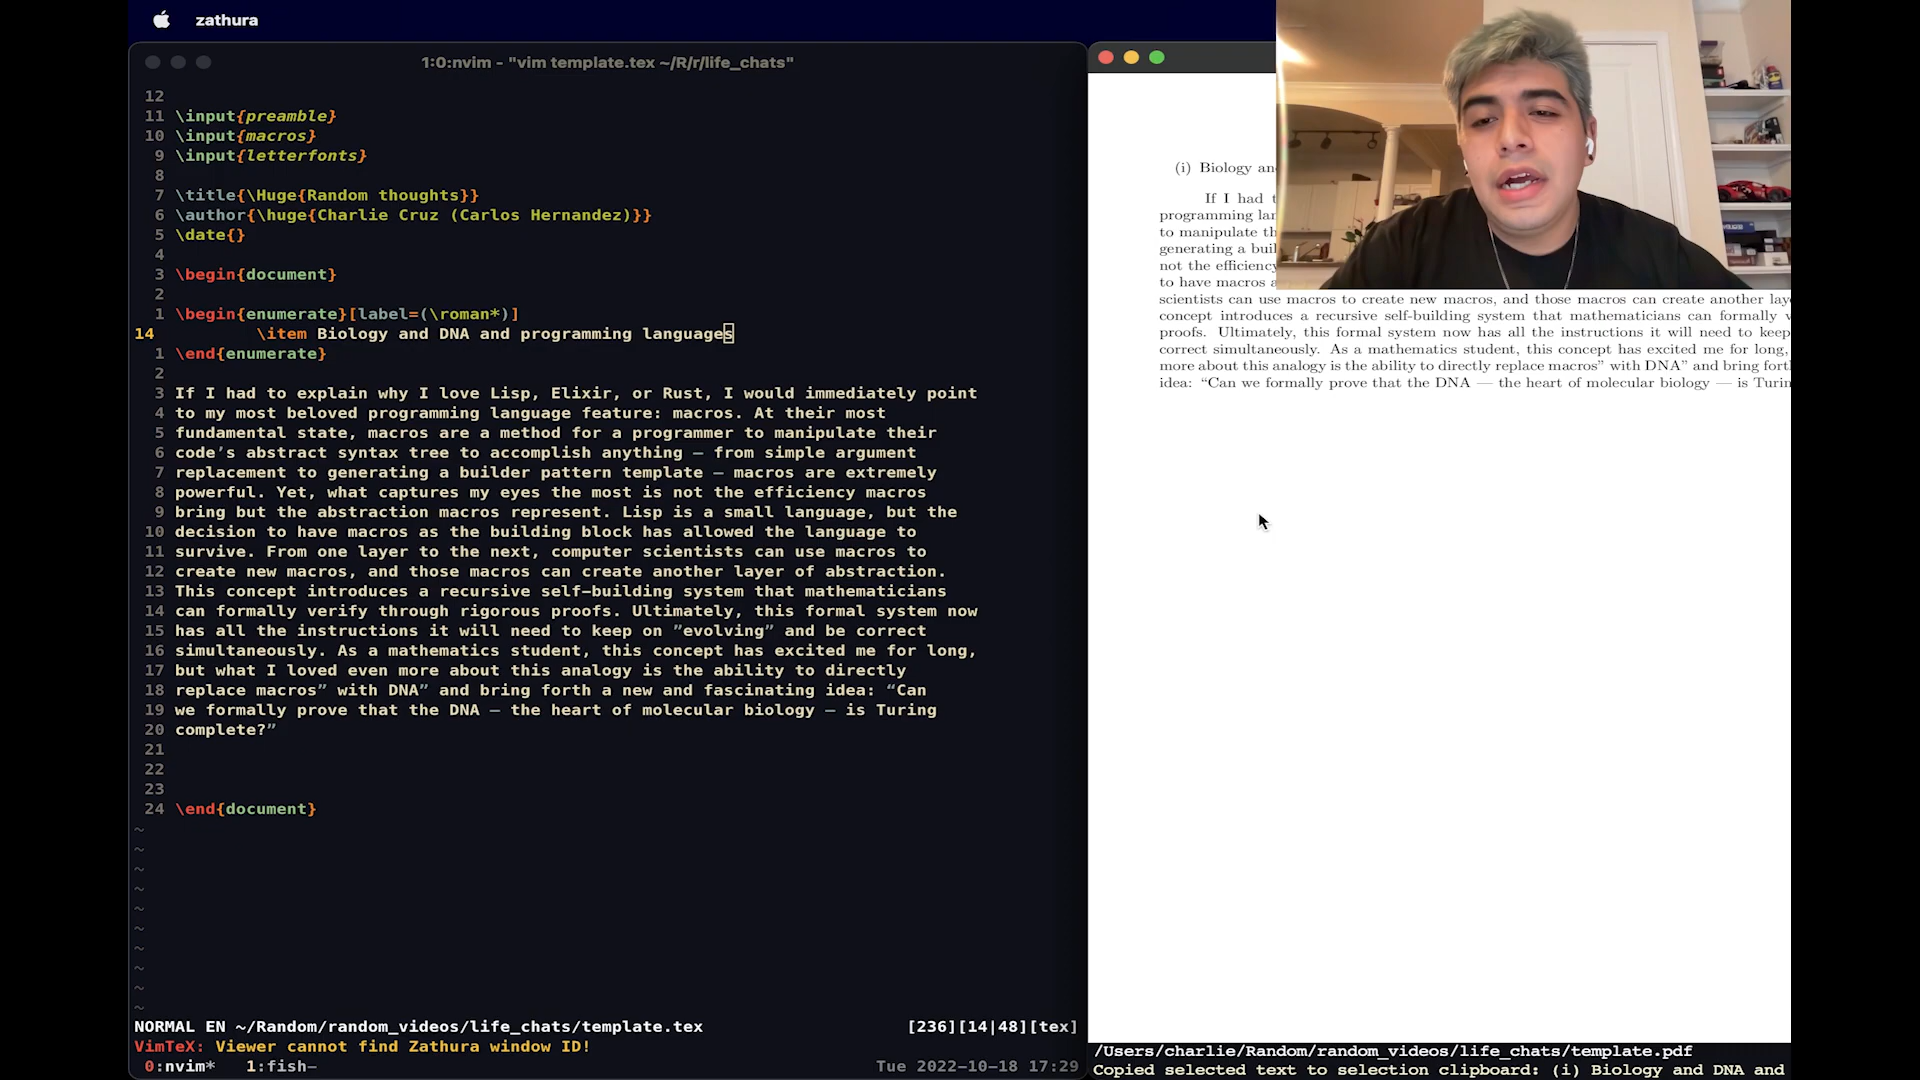 zathura
1:0:nvim - "vim template.tex ~/R/r/life_chats"
12
11 \input{preamble}
10 \input{macros}
9 \input{letterfonts}
8
7 \title{\Huge{Random thoughts}}
6 \author{\huge{Charlie Cruz (Carlos Hernandez)}}
5 \date{}
4
3 \begin{document}
2
1 \begin{enumerate}[label=(\roman*)]
14 \item Biology and DNA and programming languages
1 \end{enumerate}
2
3 If I had to explain why I love Lisp, Elixir, or Rust, I would immediately point
4 to my most beloved programming language feature: macros. At their most
5 fundamental state, macros are a method for a programmer to manipulate their
6 code’s abstract syntax tree to accomplish anything — from simple argument
7 replacement to generating a builder pattern template — macros are extremely
8 powerful. Yet, what captures my eyes the most is not the efficiency macros
9 bring but the abstraction macros represent. Lisp is a small language, but the
10 decision to have macros as the building block has allowed the language to
11 survive. From one layer to the next, computer scientists can use macros to
12 create new macros, and those macros can create another layer of abstraction.
13 This concept introduces a recursive self-building system that mathematicians
14 can formally verify through rigorous proofs. Ultimately, this formal system now
15 has all the instructions it will need to keep on ”evolving” and be correct
16 simultaneously. As a mathematics student, this concept has excited me for long,
17 but what I loved even more about this analogy is the ability to directly
18 replace macros” with DNA” and bring forth a new and fascinating idea: “Can
19 we formally prove that the DNA — the heart of molecular biology — is Turing
20 complete?”
21
22
23
24 \end{document}
~
~
~
~
~
~
~
~
~
~
NORMAL EN ~/Random/random_videos/life_chats/template.tex [236][14|48][tex]
VimTeX: Viewer cannot find Zathura window ID!
0:nvim* 1:fish- Tue 2022-10-18 17:29
(i) Biology an
If I had t
programming lan
to manipulate th
generating a buil
not the efficiency
to have macros a
scientists can use macros to create new macros, and those macros can create another laye
concept introduces a recursive self-building system that mathematicians can formally v
proofs. Ultimately, this formal system now has all the instructions it will need to keep
correct simultaneously. As a mathematics student, this concept has excited me for long,
more about this analogy is the ability to directly replace macros” with DNA” and bring fort
idea: “Can we formally prove that the DNA — the heart of molecular biology — is Turin
/Users/charlie/Random/random_videos/life_chats/template.pdf
Copied selected text to selection clipboard: (i) Biology and DNA and